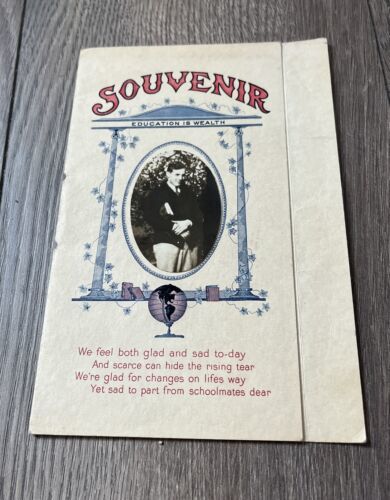 SOUVENIR
EDUCATION IS WEALTH
We feel both glad and sad to-day
And scarce can hide the rising tear
We're glad for changes on lifes way
Yet sad to part from schoolmates dear